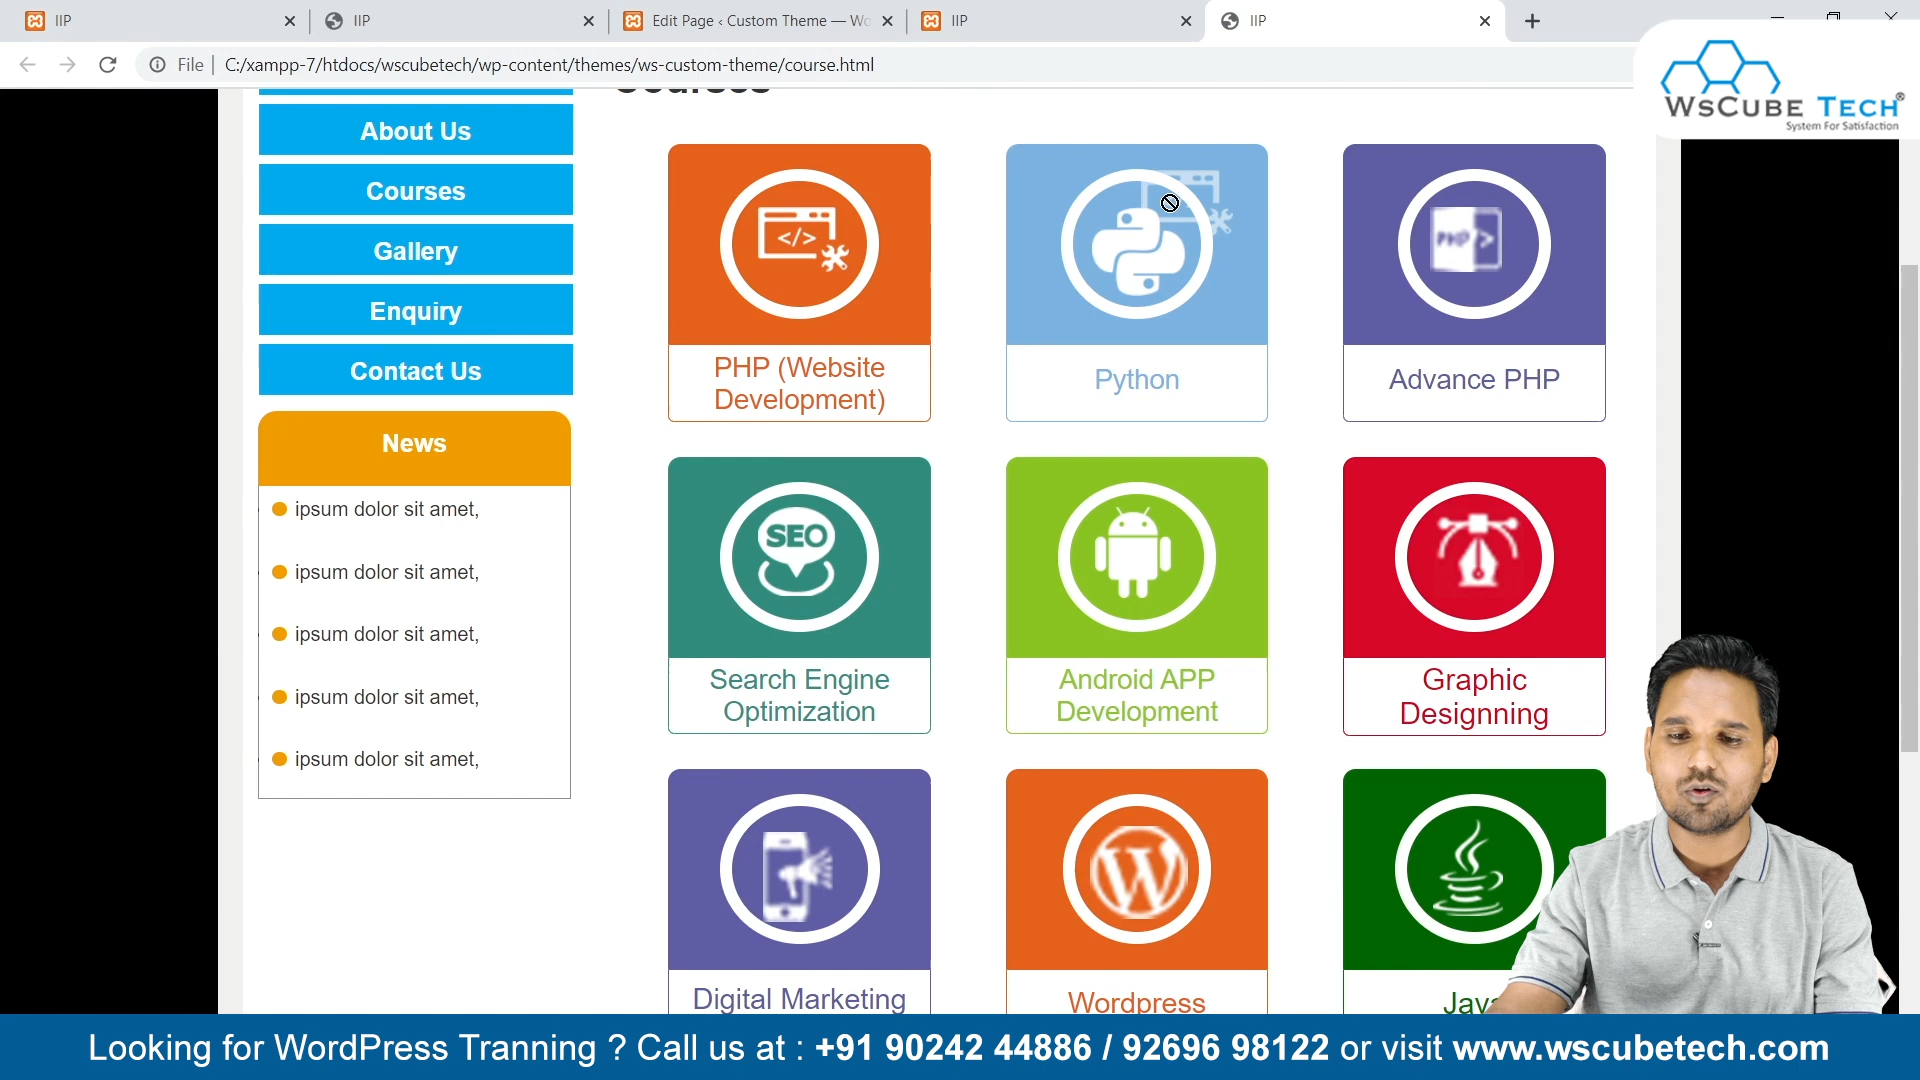 IIP
IIP
Edit Page ‹ Custom Theme — Wo
IIP
IIP
File
C:/xampp-7/htdocs/wscubetech/wp-content/themes/ws-custom-theme/course.html
WsCube Tech®
System For Satisfaction
Courses
About Us
Courses
Gallery
Enquiry
Contact Us
News
ipsum dolor sit amet,
ipsum dolor sit amet,
ipsum dolor sit amet,
ipsum dolor sit amet,
ipsum dolor sit amet,
</>
PHP (Website
Development)
Python
PHP />
Advance PHP
SEO
Search Engine
Optimization
Android APP
Development
Graphic
Designning
Digital Marketing
W
Wordpress
Java
Looking for WordPress Tranning ? Call us at : +91 90242 44886 / 92696 98122 or visit www.wscubetech.com